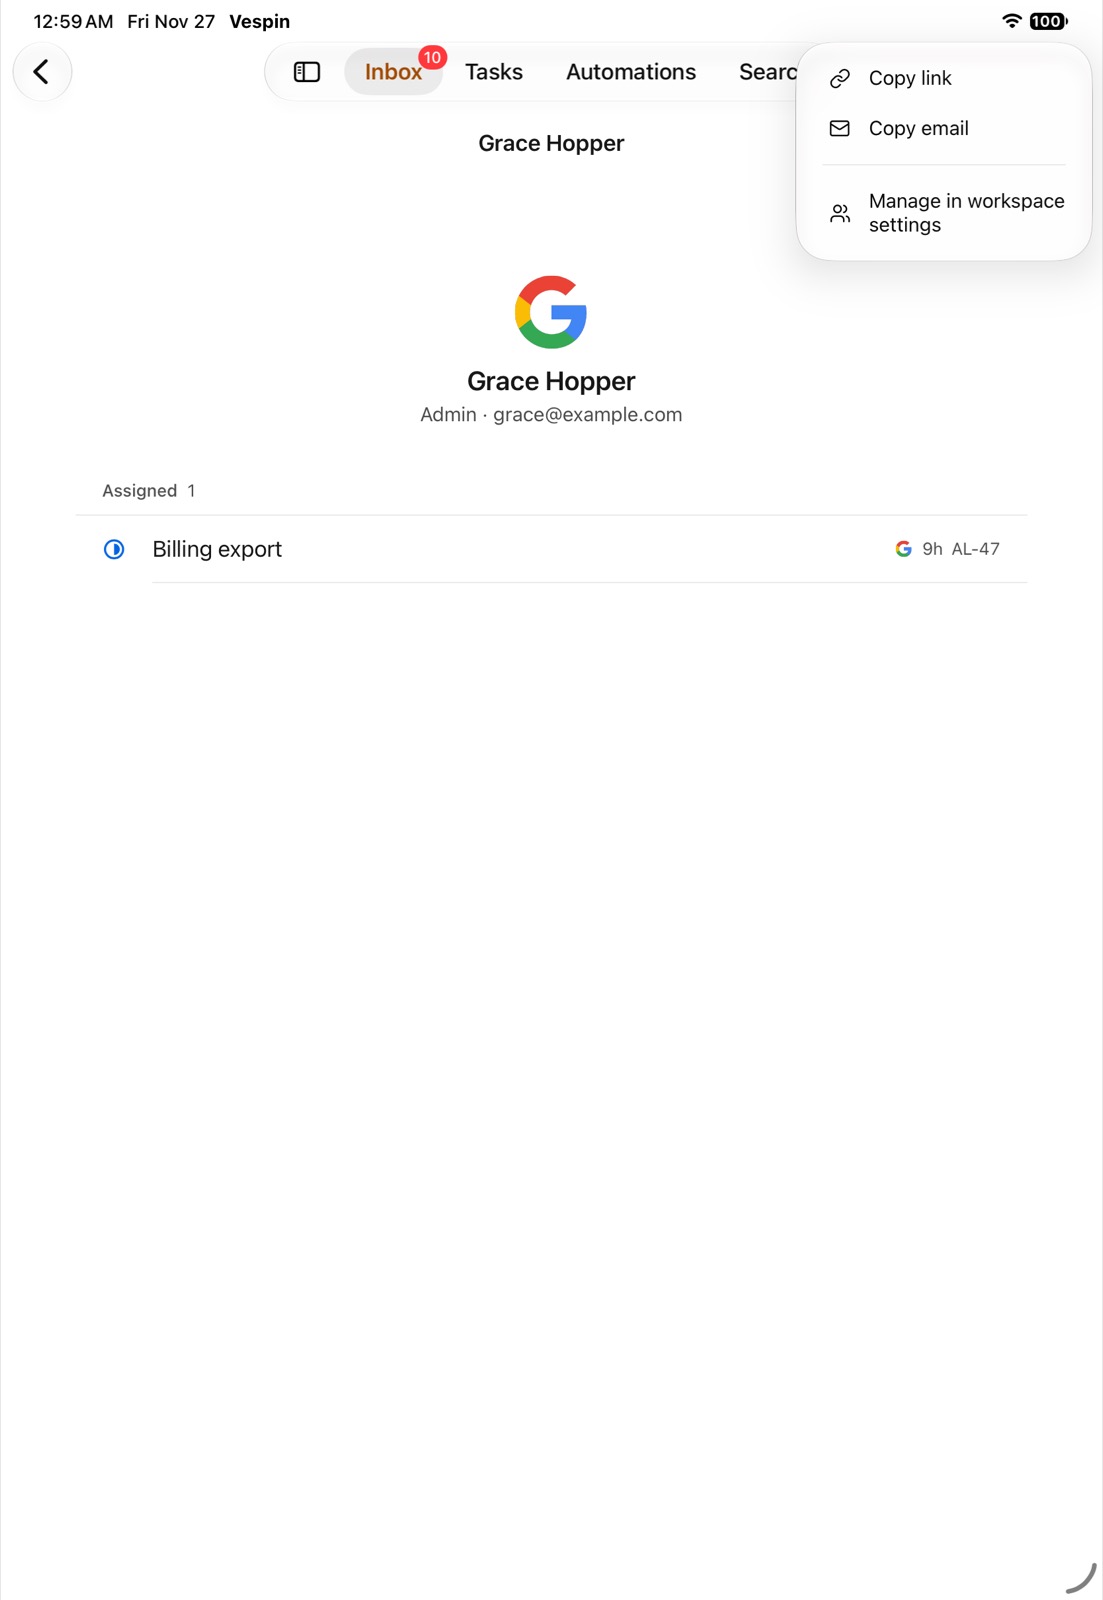 12:59 AM Fri Nov 27 Vespin
100
Inbox 10 Tasks Automations Searc
Copy link
Copy email
Manage in workspace
settings
Grace Hopper
Grace Hopper
Admin · grace@example.com
Assigned 1
Billing export 9h AL-47